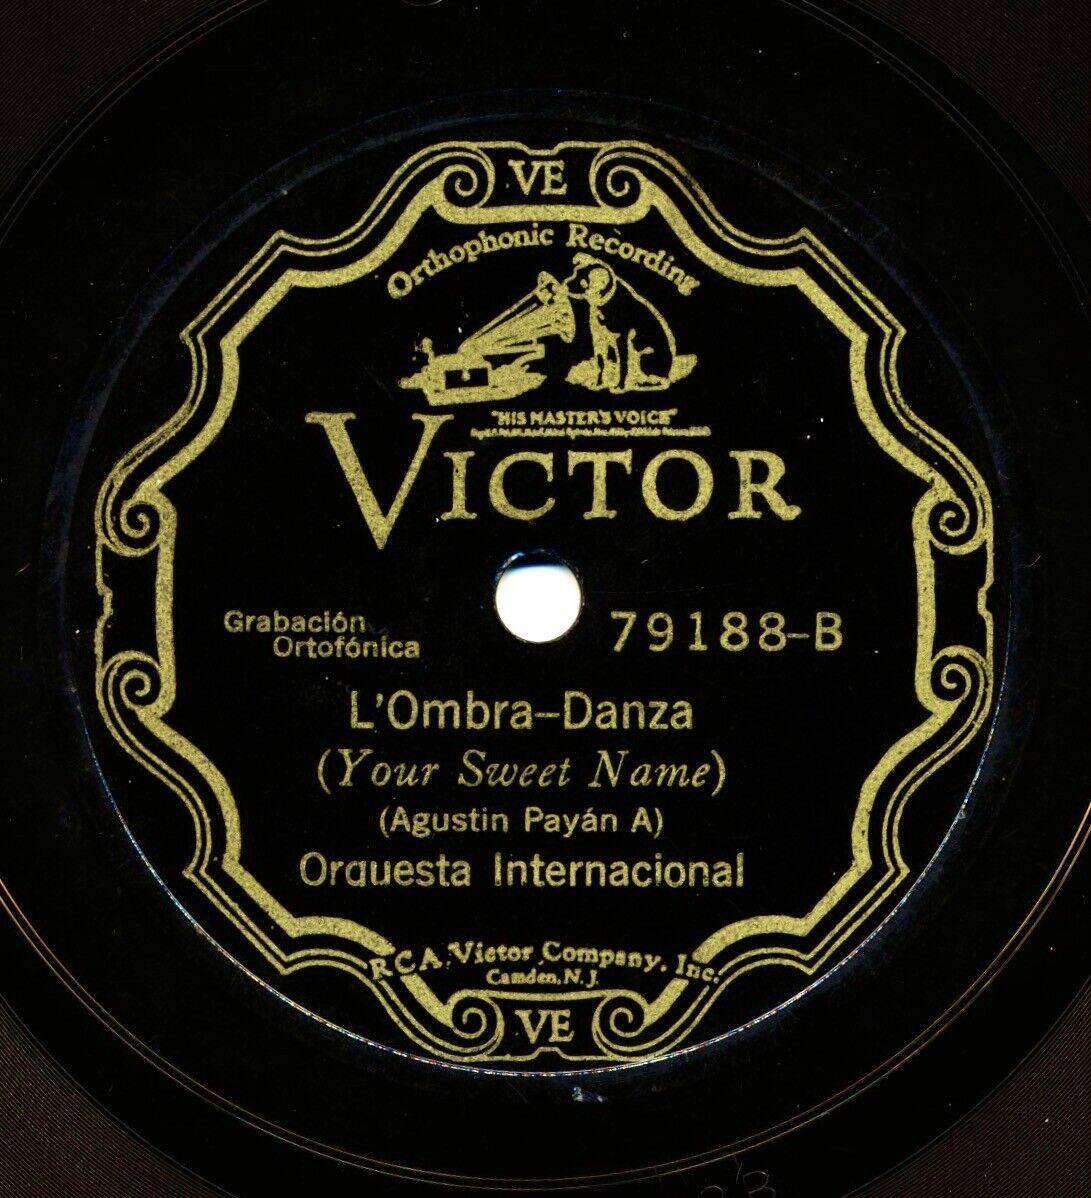 VE
Orthophonic Recording
"HIS MASTER'S VOICE"
VICTOR
Grabación
Ortofónica
79188-B
L'Ombra–Danza
(Your Sweet Name)
(Agustin Payán A)
Orquesta Internacional
RCA Victor Company, Inc.
Camden, N. J.
VE